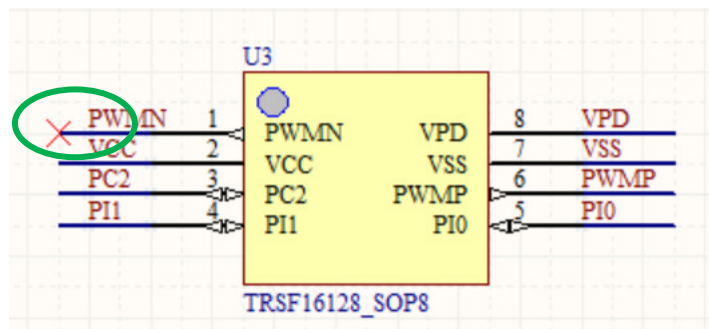 U3
PWMN 1 PWMN VPD 8 VPD
VCC 2 VCC VSS 7 VSS
PC2 3 PC2 PWMP 6 PWMP
PI1 4 PI1 PI0 5 PI0
TRSF16128_SOP8